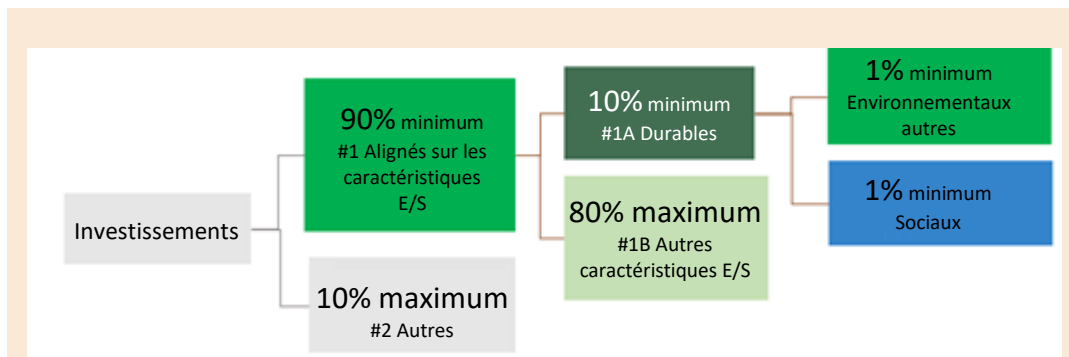 Investissements
90% minimum
#1 Alignés sur les
caractéristiques
E/S
10% maximum
#2 Autres
10% minimum
#1A Durables
80% maximum
#1B Autres
caractéristiques E/S
1% minimum
Environnementaux
autres
1% minimum
Sociaux